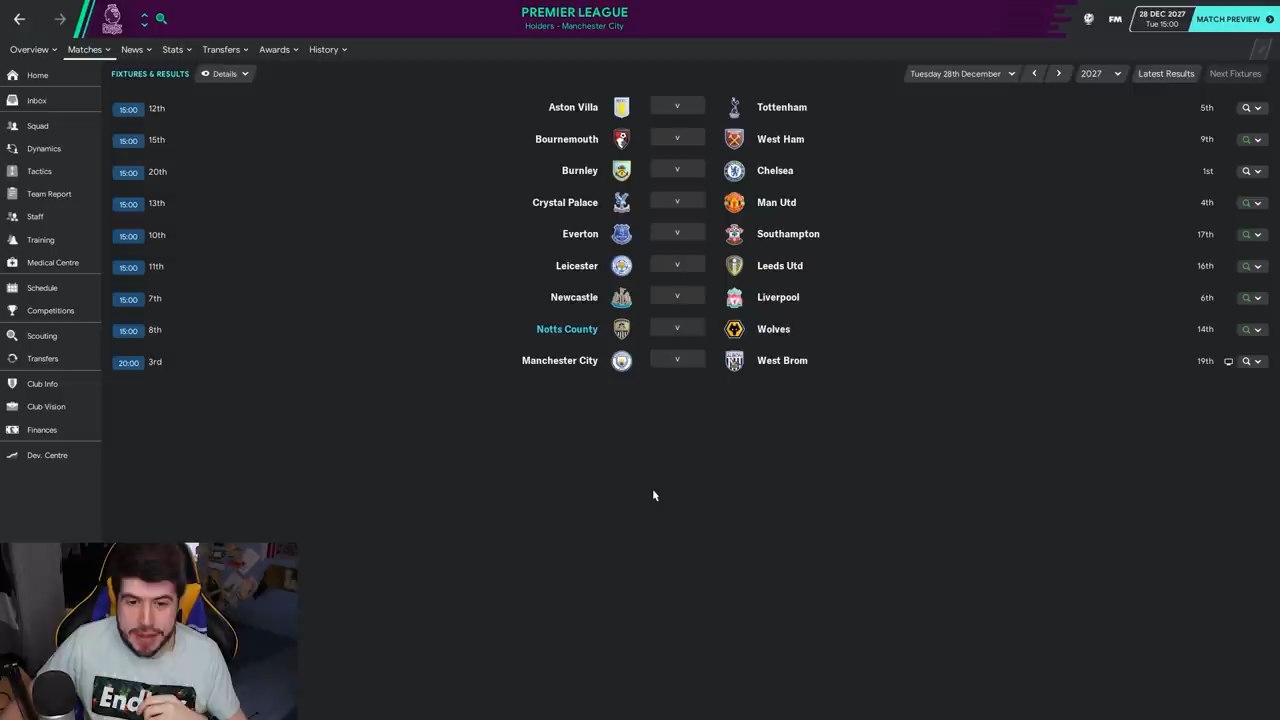 PREMIER LEAGUE
Holders - Manchester City
FM
28 DEC 2027
Tue 15:00
MATCH PREVIEW
Overview
Matches
News
Stats
Transfers
Awards
History
FIXTURES & RESULTS
Details
Tuesday 28th December
2027
Latest Results
Next Fixtures
Home
Inbox
Squad
Dynamics
Tactics
Team Report
Staff
Training
Medical Centre
Schedule
Competitions
Scouting
Transfers
Club Info
Club Vision
Finances
Dev. Centre
15:00 12th Aston Villa v Tottenham 5th
15:00 15th Bournemouth v West Ham 9th
15:00 20th Burnley v Chelsea 1st
15:00 13th Crystal Palace v Man Utd 4th
15:00 10th Everton v Southampton 17th
15:00 11th Leicester v Leeds Utd 16th
15:00 7th Newcastle v Liverpool 6th
15:00 8th Notts County v Wolves 14th
20:00 3rd Manchester City v West Brom 19th